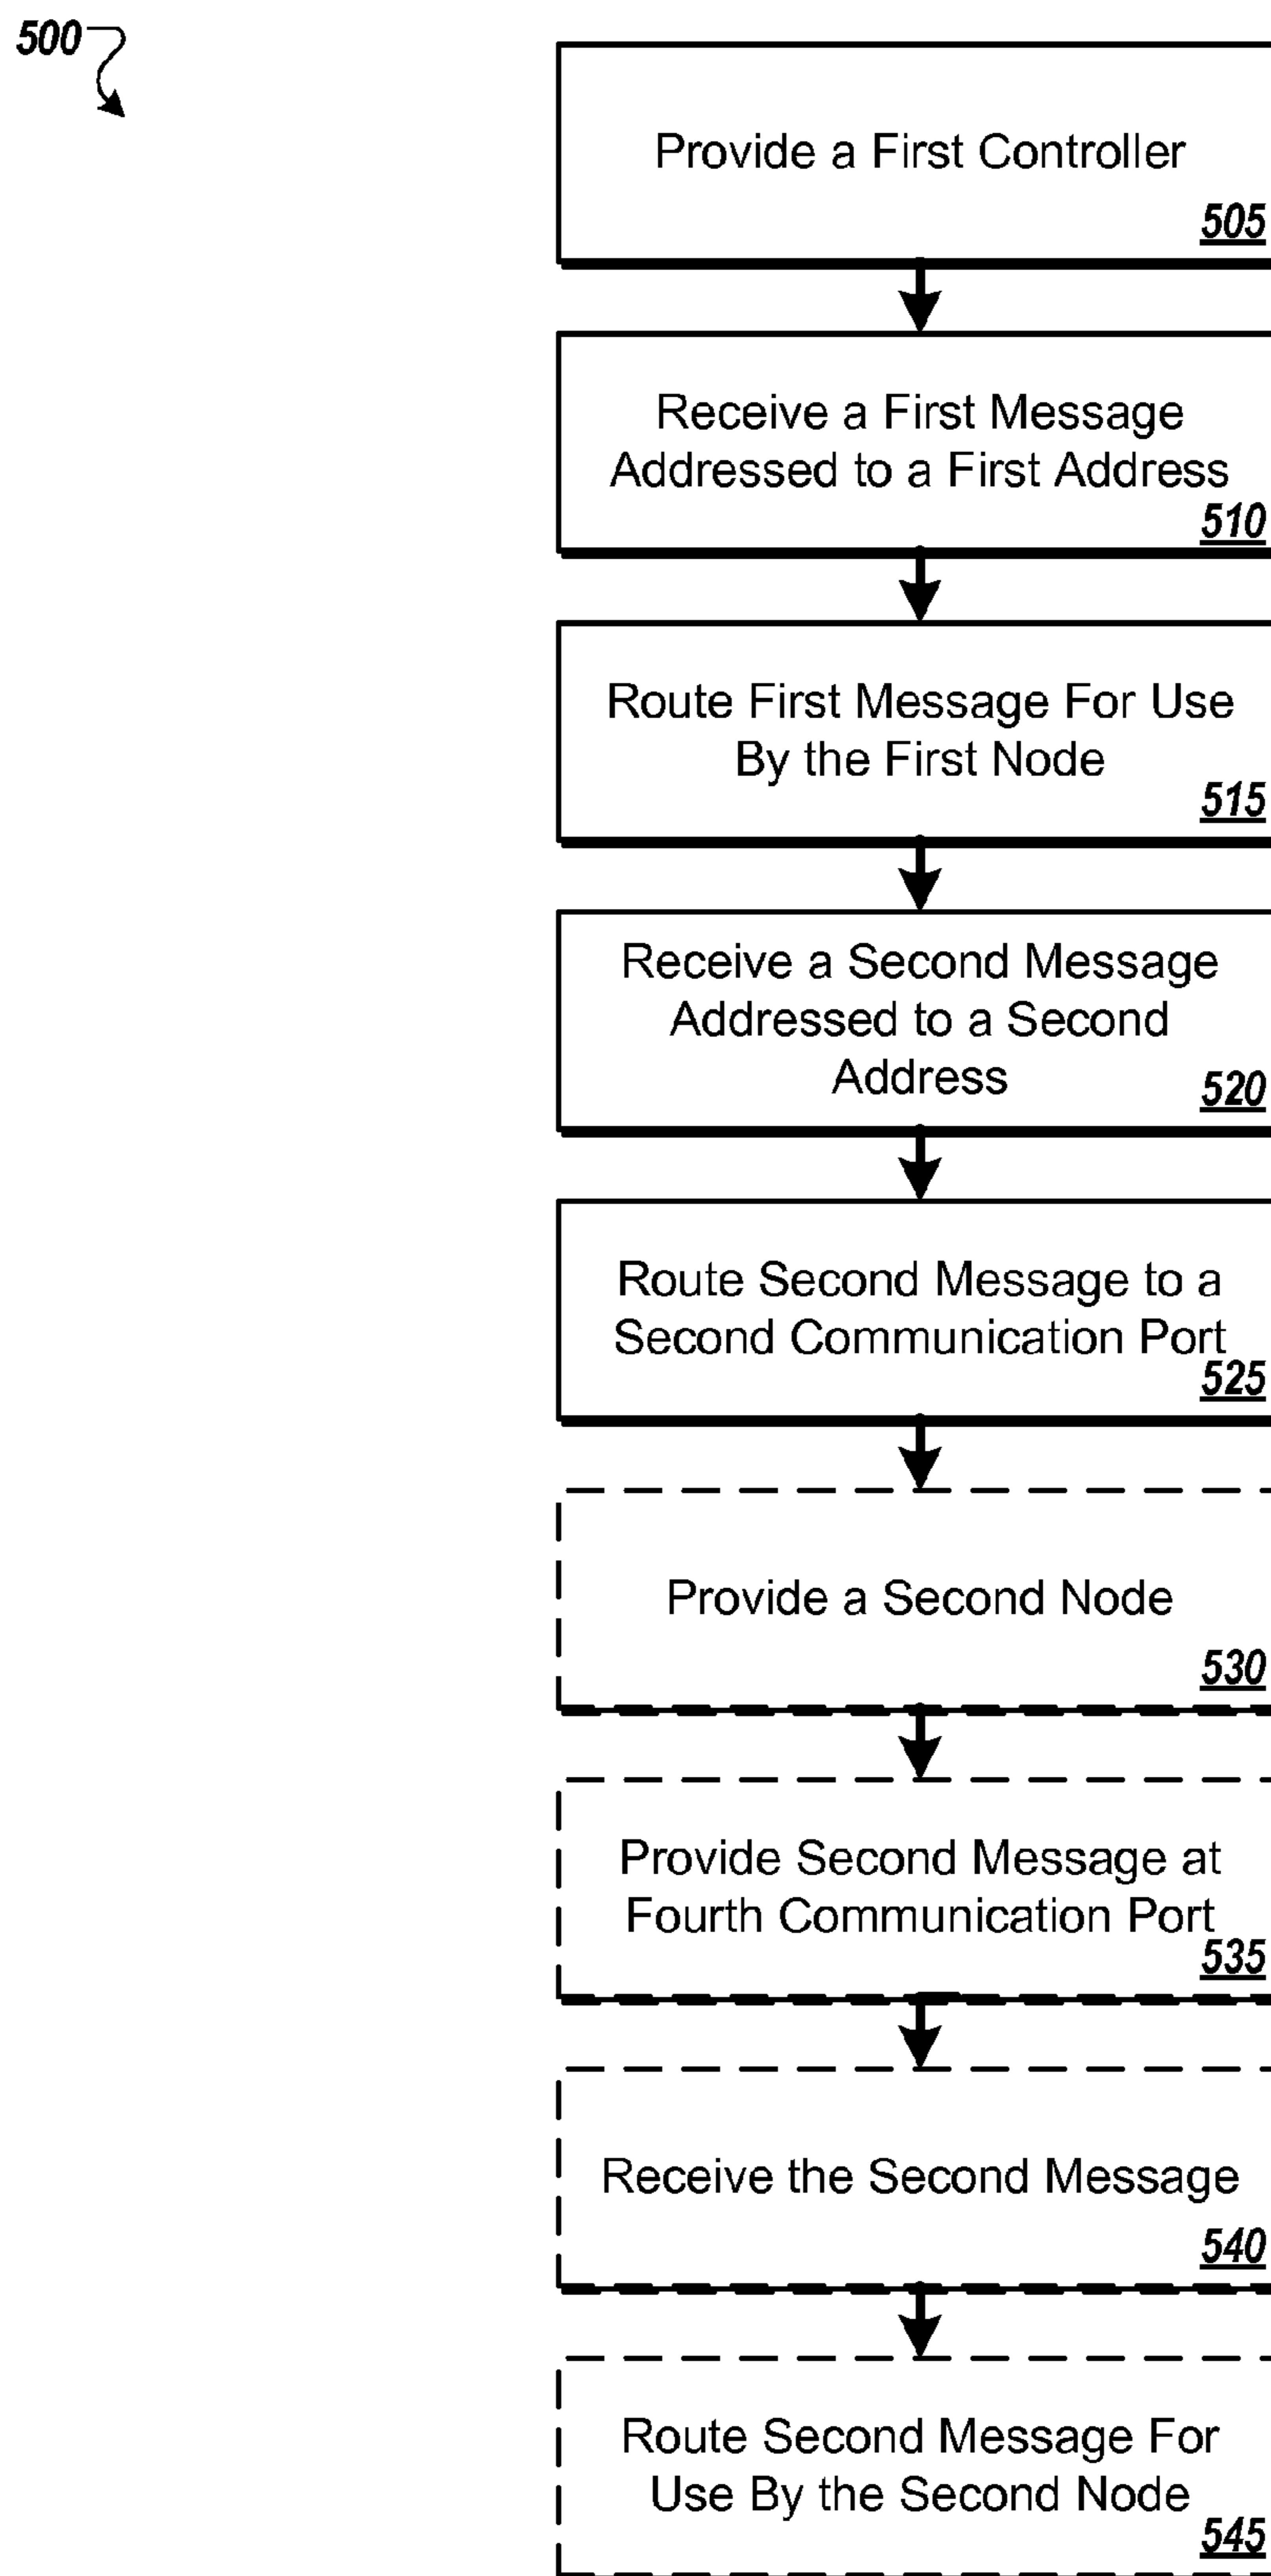 500
Provide a First Controller
505
Receive a First Message
Addressed to a First Address
510
Route First Message For Use
By the First Node
515
Receive a Second Message
Addressed to a Second
Address
520
Route Second Message to a
Second Communication Port
525
Provide a Second Node
530
Provide Second Message at
Fourth Communication Port
535
Receive the Second Message
540
Route Second Message For
Use By the Second Node
545